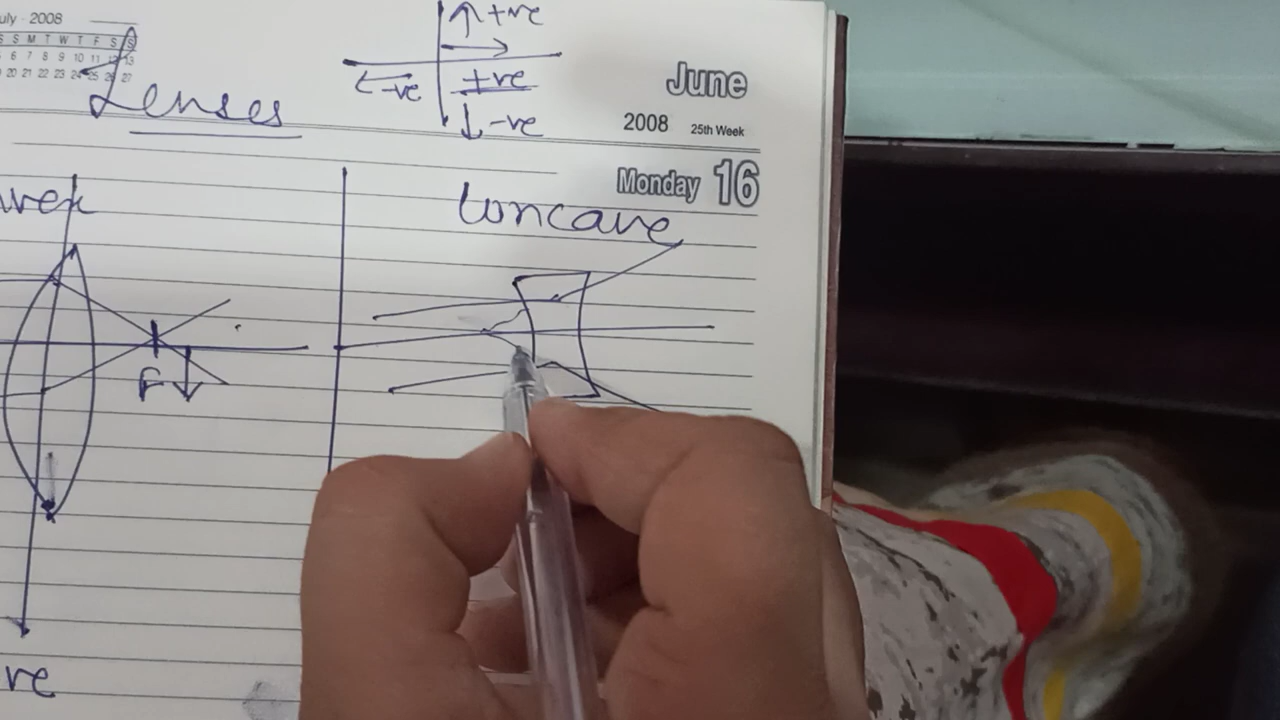 uly - 2008
S S M T W T F S S
6 7 8 9 10 11 12 13
20 21 22 23 24 25 26 27
Lenses
+ve
-ve +ve
-ve
June
2008 25th Week
Monday 16
vex
Concave
F
ve